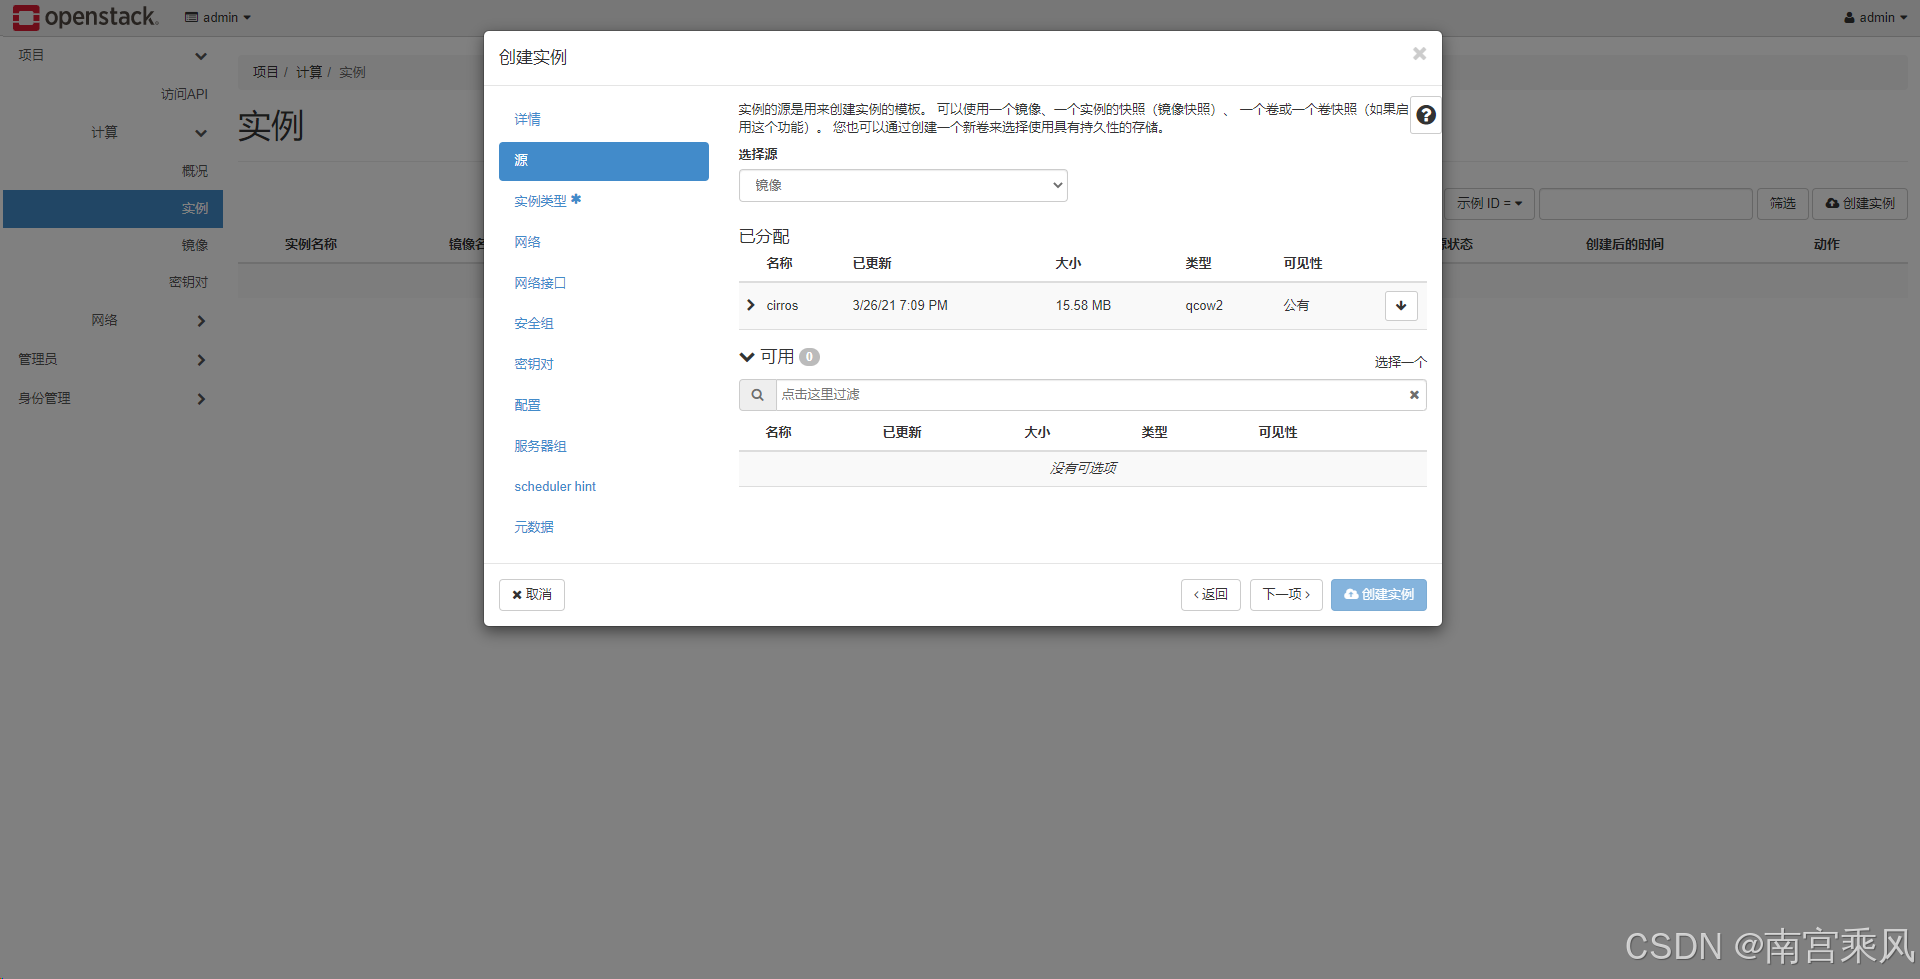 openstack. admin admin
项目
访问API
计算
概况
实例
镜像
密钥对
网络
管理员
身份管理
项目 / 计算 / 实例
实例
示例 ID = 筛选 创建实例
实例名称 镜像名 状态 创建后的时间 动作
创建实例
详情
源
实例类型 *
网络
网络接口
安全组
密钥对
配置
服务器组
scheduler hint
元数据
实例的源是用来创建实例的模板。 可以使用一个镜像、一个实例的快照（镜像快照）、 一个卷或一个卷快照（如果启
用这个功能）。 您也可以通过创建一个新卷来选择使用具有持久性的存储。
选择源
镜像
已分配
名称 已更新 大小 类型 可见性
cirros 3/26/21 7:09 PM 15.58 MB qcow2 公有
可用 0 选择一个
点击这里过滤
名称 已更新 大小 类型 可见性
没有可选项
取消 ‹ 返回 下一项 › 创建实例
CSDN @南宫乘风